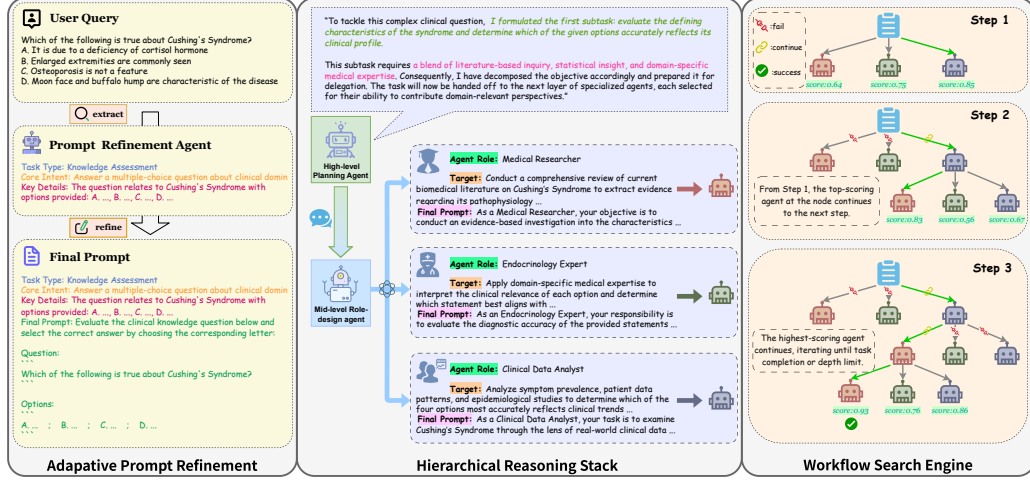 User Query
Which of the following is true about Cushing's Syndrome?
A. It is due to a deficiency of cortisol hormone
B. Enlarged extremities are commonly seen
C. Osteoporosis is not a feature
D. Moon face and buffalo hump are characteristic of the disease
extract
Prompt Refinement Agent
Task Type: Knowledge Assessment
Core Intent: Answer a multiple-choice question about clinical domin
Key Details: The question relates to Cushing's Syndrome with
options provided: A. ..., B. ..., C. ..., D. ...
refine
Final Prompt
Task Type: Knowledge Assessment
Core Intent: Answer a multiple-choice question about clinical domin
Key Details: The question relates to Cushing's Syndrome with
options provided: A. ..., B. ..., C. ..., D. ...
Final Prompt: Evaluate the clinical knowledge question below and
select the correct answer by choosing the corresponding letter:
Question:
```
Which of the following is true about Cushing's Syndrome?
```
Options:
```
A. ... ; B. ... ; C. ... ; D. ...
```
Adapative Prompt Refinement
"To tackle this complex clinical question, I formulated the first subtask: evaluate the defining
characteristics of the syndrome and determine which of the given options accurately reflects its
clinical profile.
This subtask requires a blend of literature-based inquiry, statistical insight, and domain-specific
medical expertise. Consequently, I have decomposed the objective accordingly and prepared it for
delegation. The task will now be handed off to the next layer of specialized agents, each selected
for their ability to contribute domain-relevant perspectives."
High-level
Planning Agent
Mid-level Role-
design agent
Agent Role: Medical Researcher
Target: Conduct a comprehensive review of current
biomedical literature on Cushing's Syndrome to extract evidence
regarding its pathophysiology ...
Final Prompt: As a Medical Researcher, your objective is to
conduct an evidence-based investigation into the characteristics ...
Agent Role: Endocrinology Expert
Target: Apply domain-specific medical expertise to
interpret the clinical relevance of each option and determine
which statement best aligns with ...
Final Prompt: As an Endocrinology Expert, your responsibility is
to evaluate the diagnostic accuracy of the provided statements ...
Agent Role: Clinical Data Analyst
Target: Analyze symptom prevalence, patient data
patterns, and epidemiological studies to determine which of the
four options most accurately reflects clinical trends ...
Final Prompt: As a Clinical Data Analyst, your task is to examine
Cushing's Syndrome through the lens of real-world clinical data ...
Hierarchical Reasoning Stack
Step 1
:fail
:continue
:success
score:0.64
score:0.75
score:0.85
Step 2
From Step 1, the top-scoring
agent at the node continues
to the next step.
score:0.83
score:0.56
score:0.67
Step 3
The highest-scoring agent
continues, iterating until task
completion or depth limit.
score:0.93
score:0.76
score:0.86
Workflow Search Engine